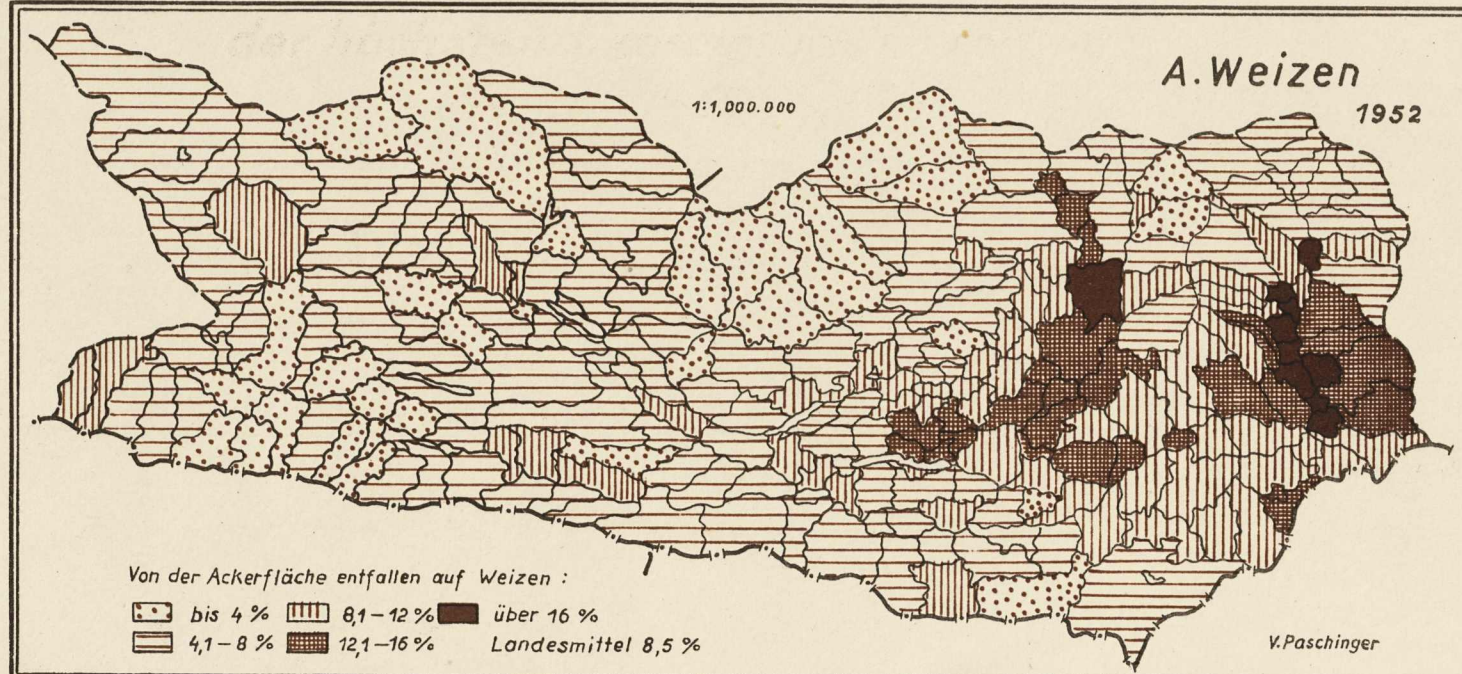 A. Weizen
1952
1:1,000.000
Von der Ackerfläche entfallen auf Weizen :
bis 4 % 8,1-12 % über 16 %
4,1-8 % 12,1-16% Landesmittel 8,5 %
V. Paschinger